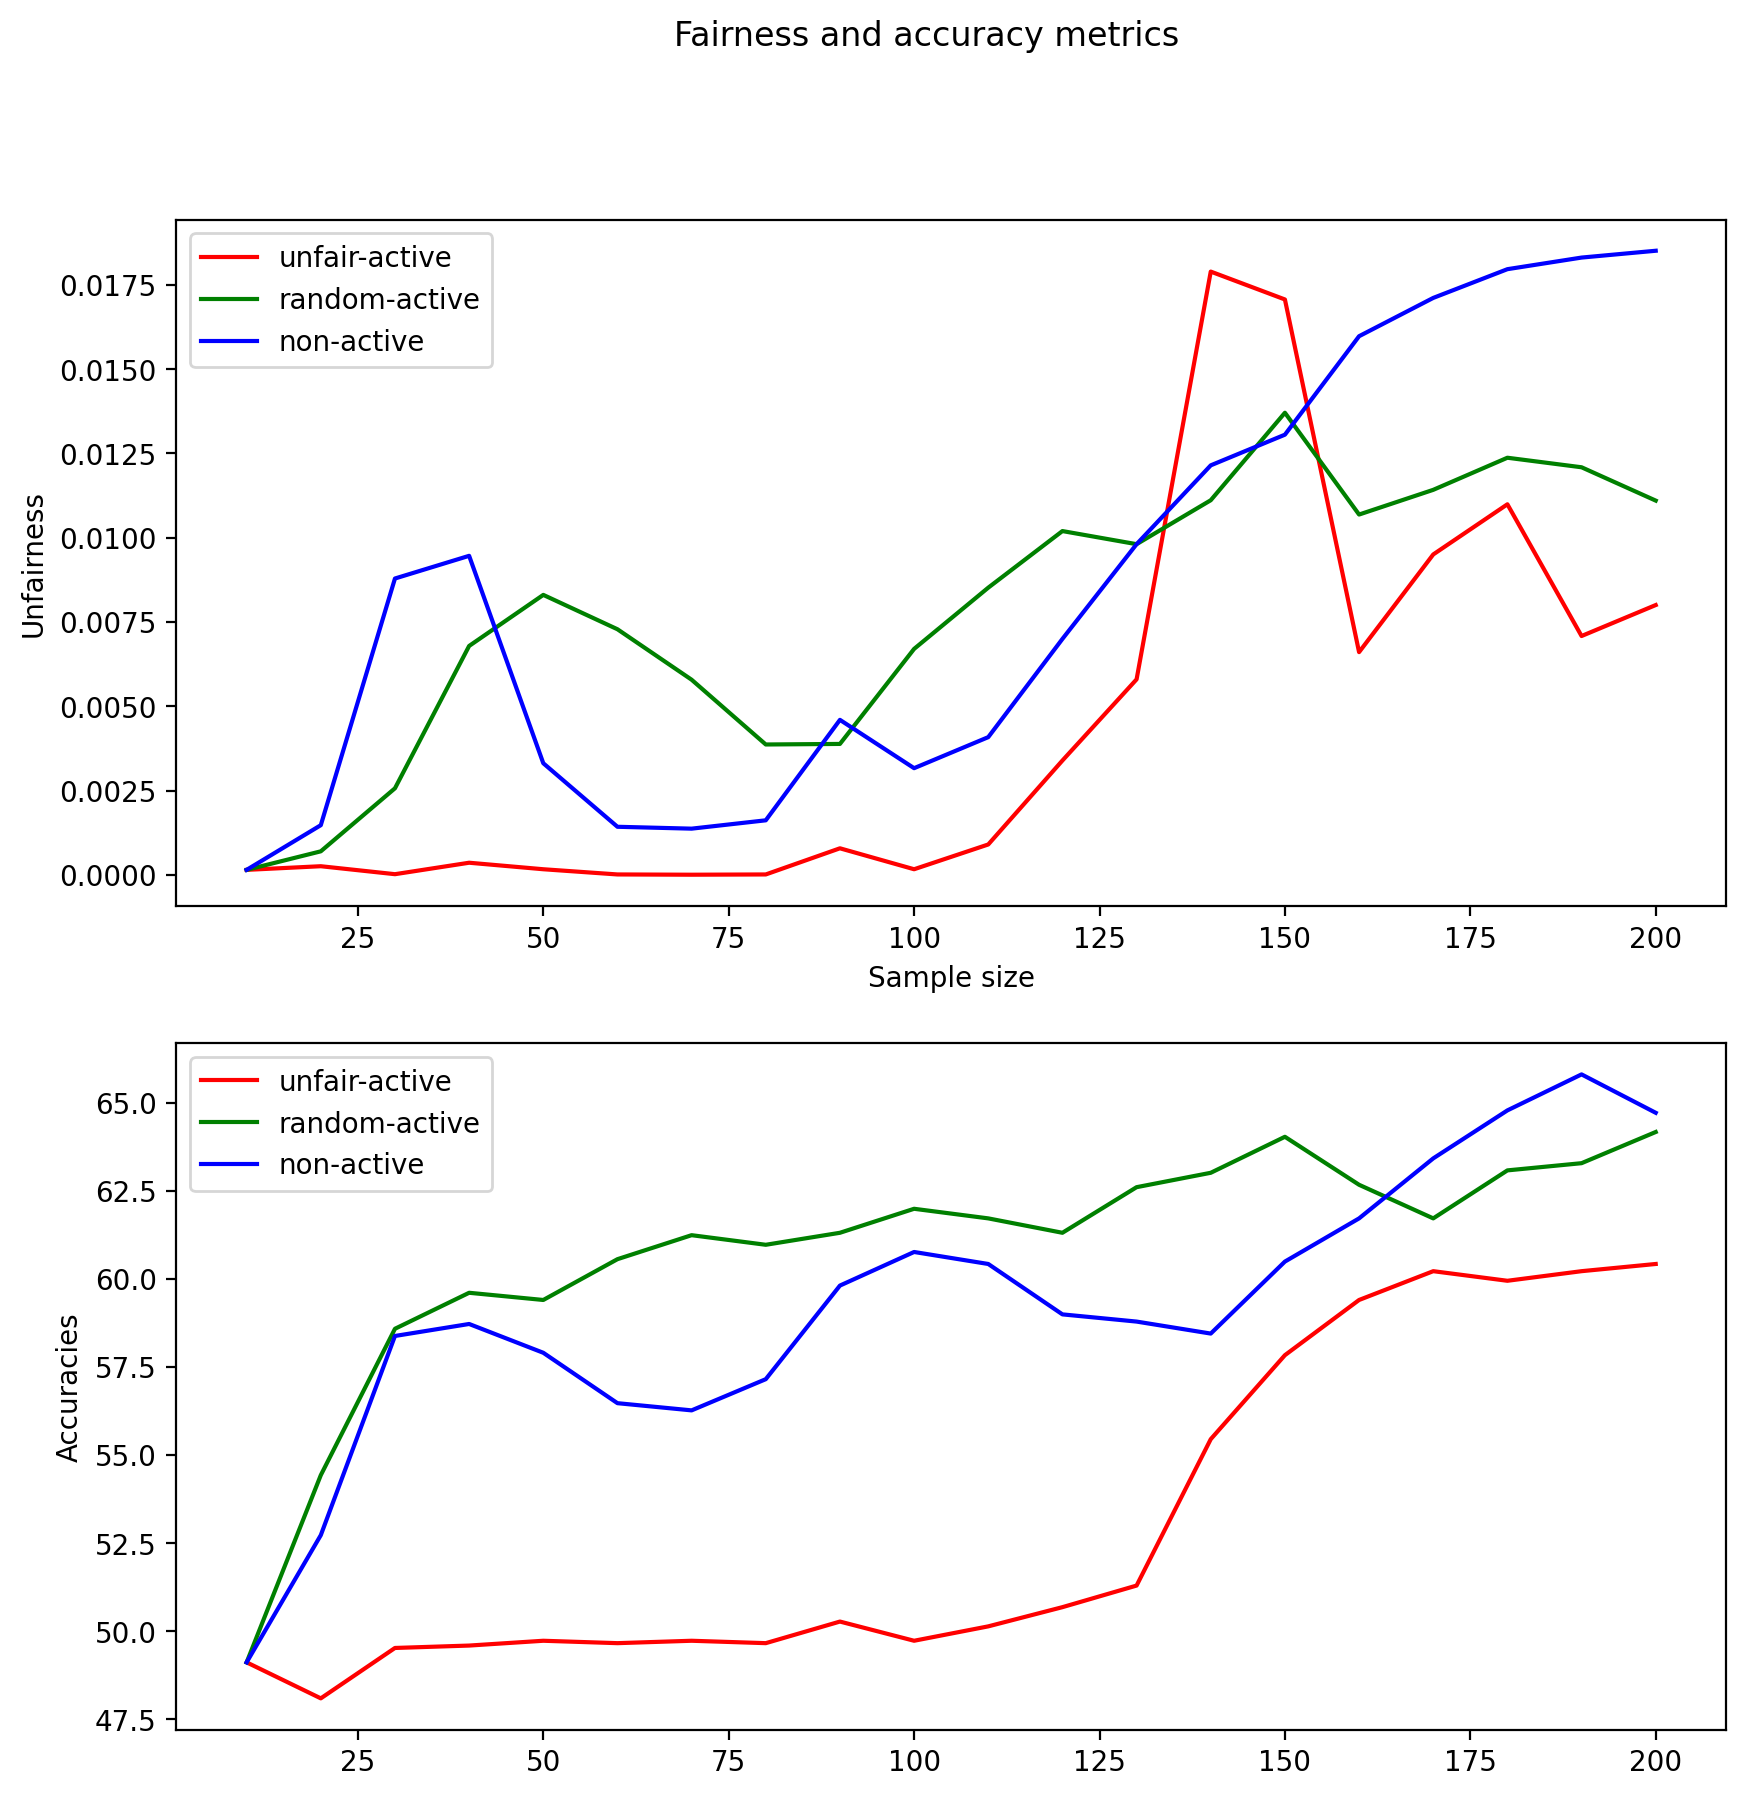 Fairness and accuracy metrics
unfair-active
random-active
non-active
0.0175
0.0150
0.0125
0.0100
0.0075
0.0050
0.0025
0.0000
Unfairness
25 50 75 100 125 150 175 200
Sample size
unfair-active
random-active
non-active
65.0
62.5
60.0
57.5
55.0
52.5
50.0
47.5
Accuracies
25 50 75 100 125 150 175 200